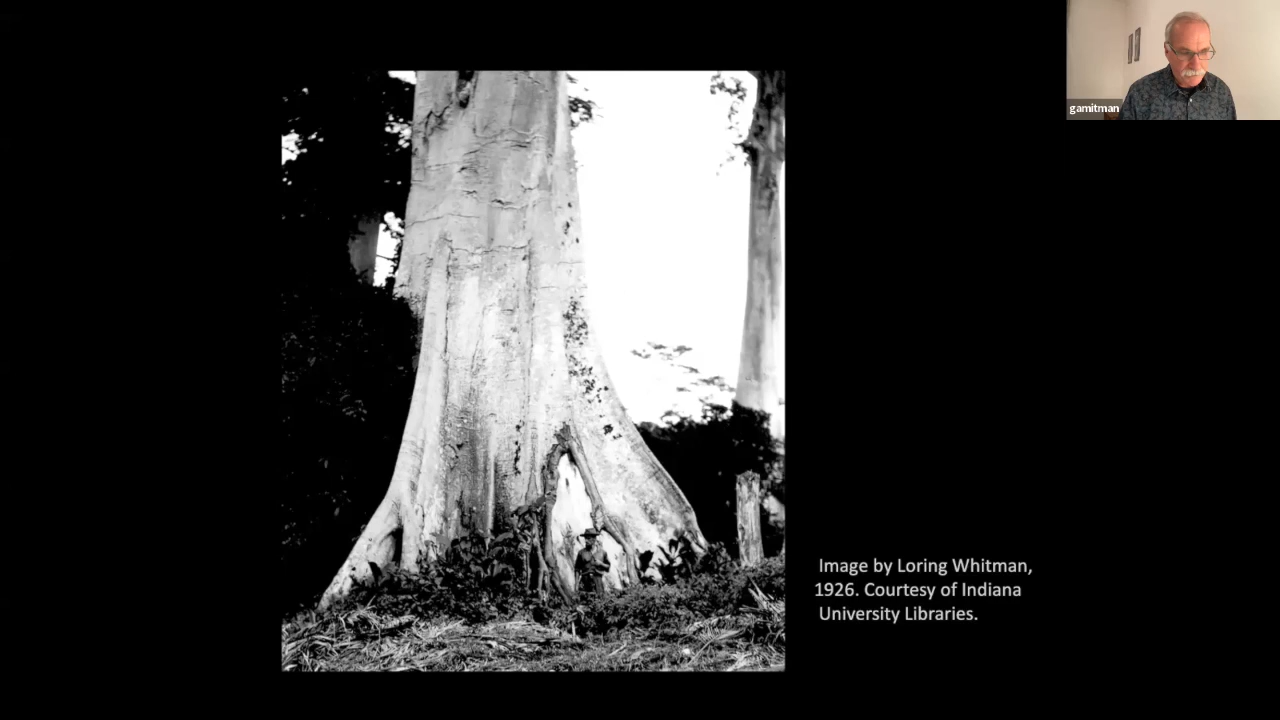 gamitman
Image by Loring Whitman,
1926. Courtesy of Indiana
University Libraries.